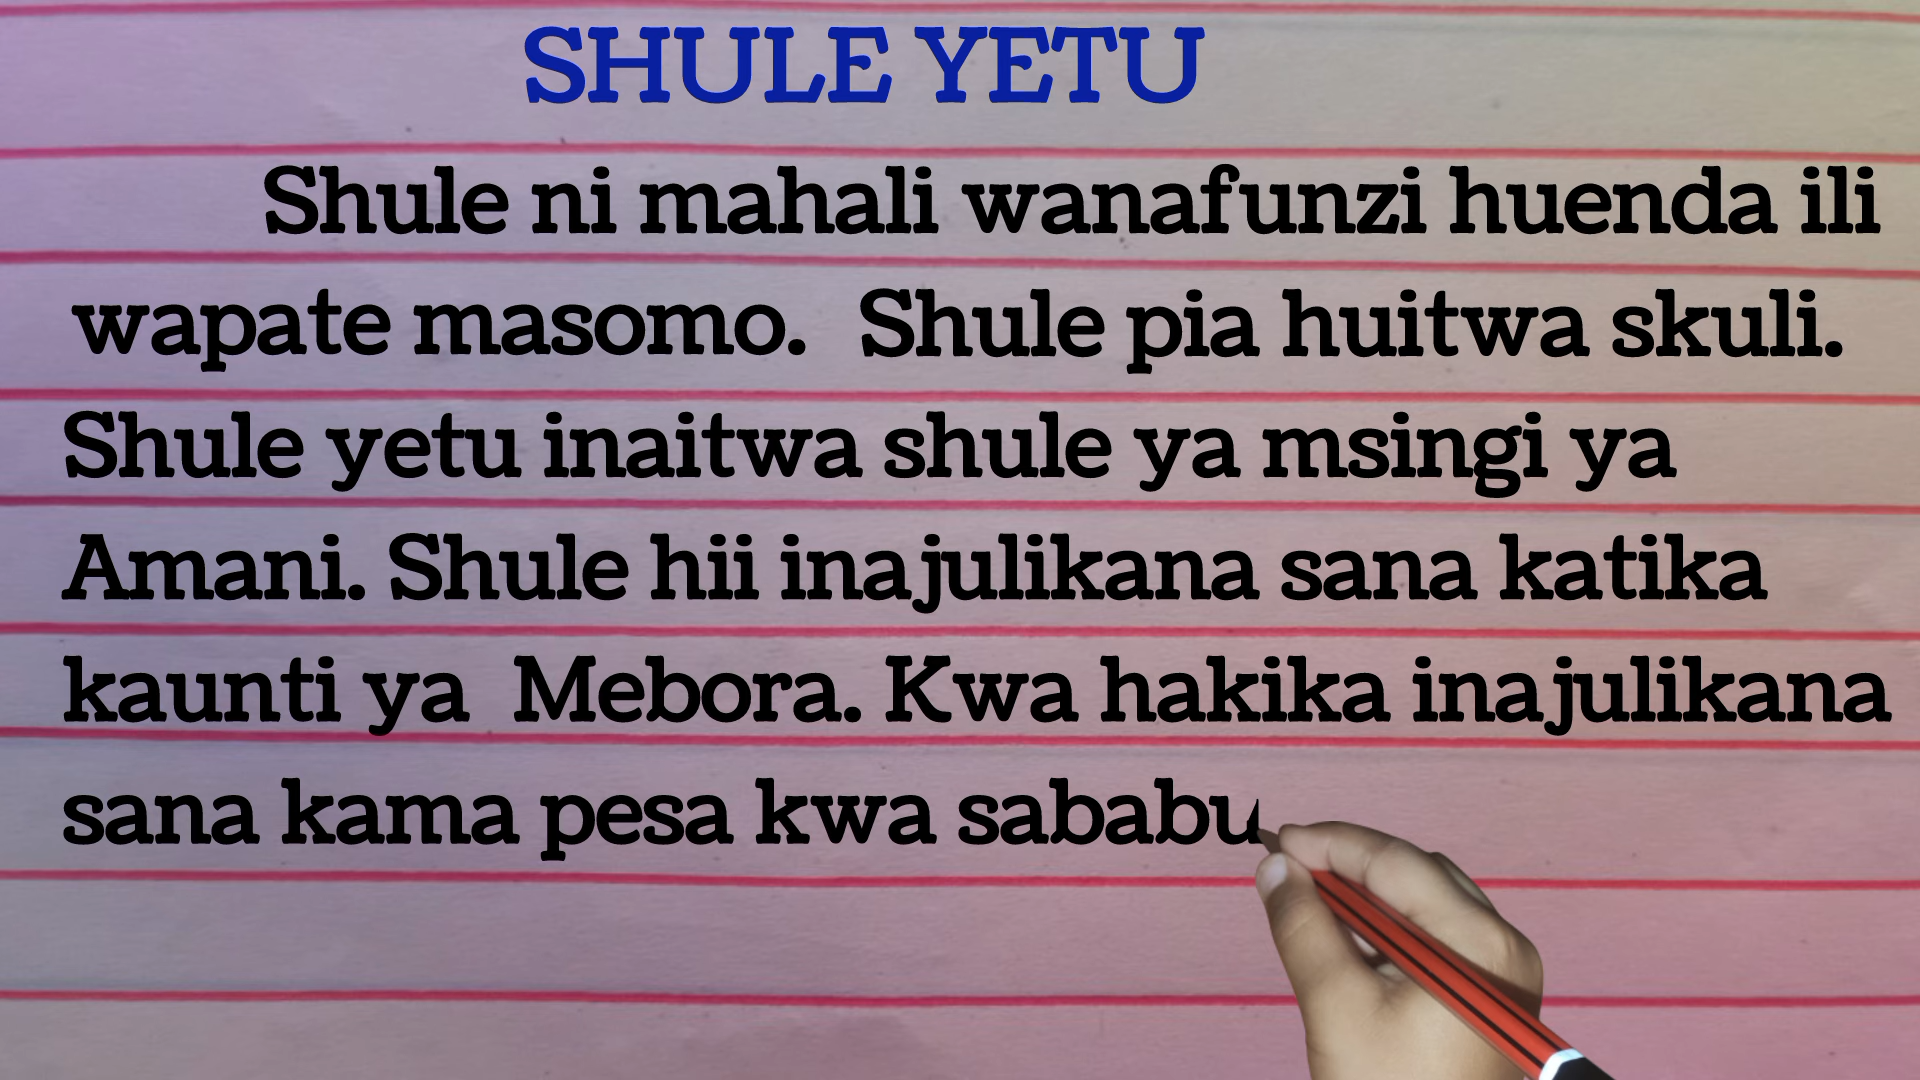 SHULE YETU
Shule ni mahali wanafunzi huenda ili
wapate masomo. Shule pia huitwa skuli.
Shule yetu inaitwa shule ya msingi ya
Amani. Shule hii inajulikana sana katika
kaunti ya Mebora. Kwa hakika inajulikana
sana kama pesa kwa sababu